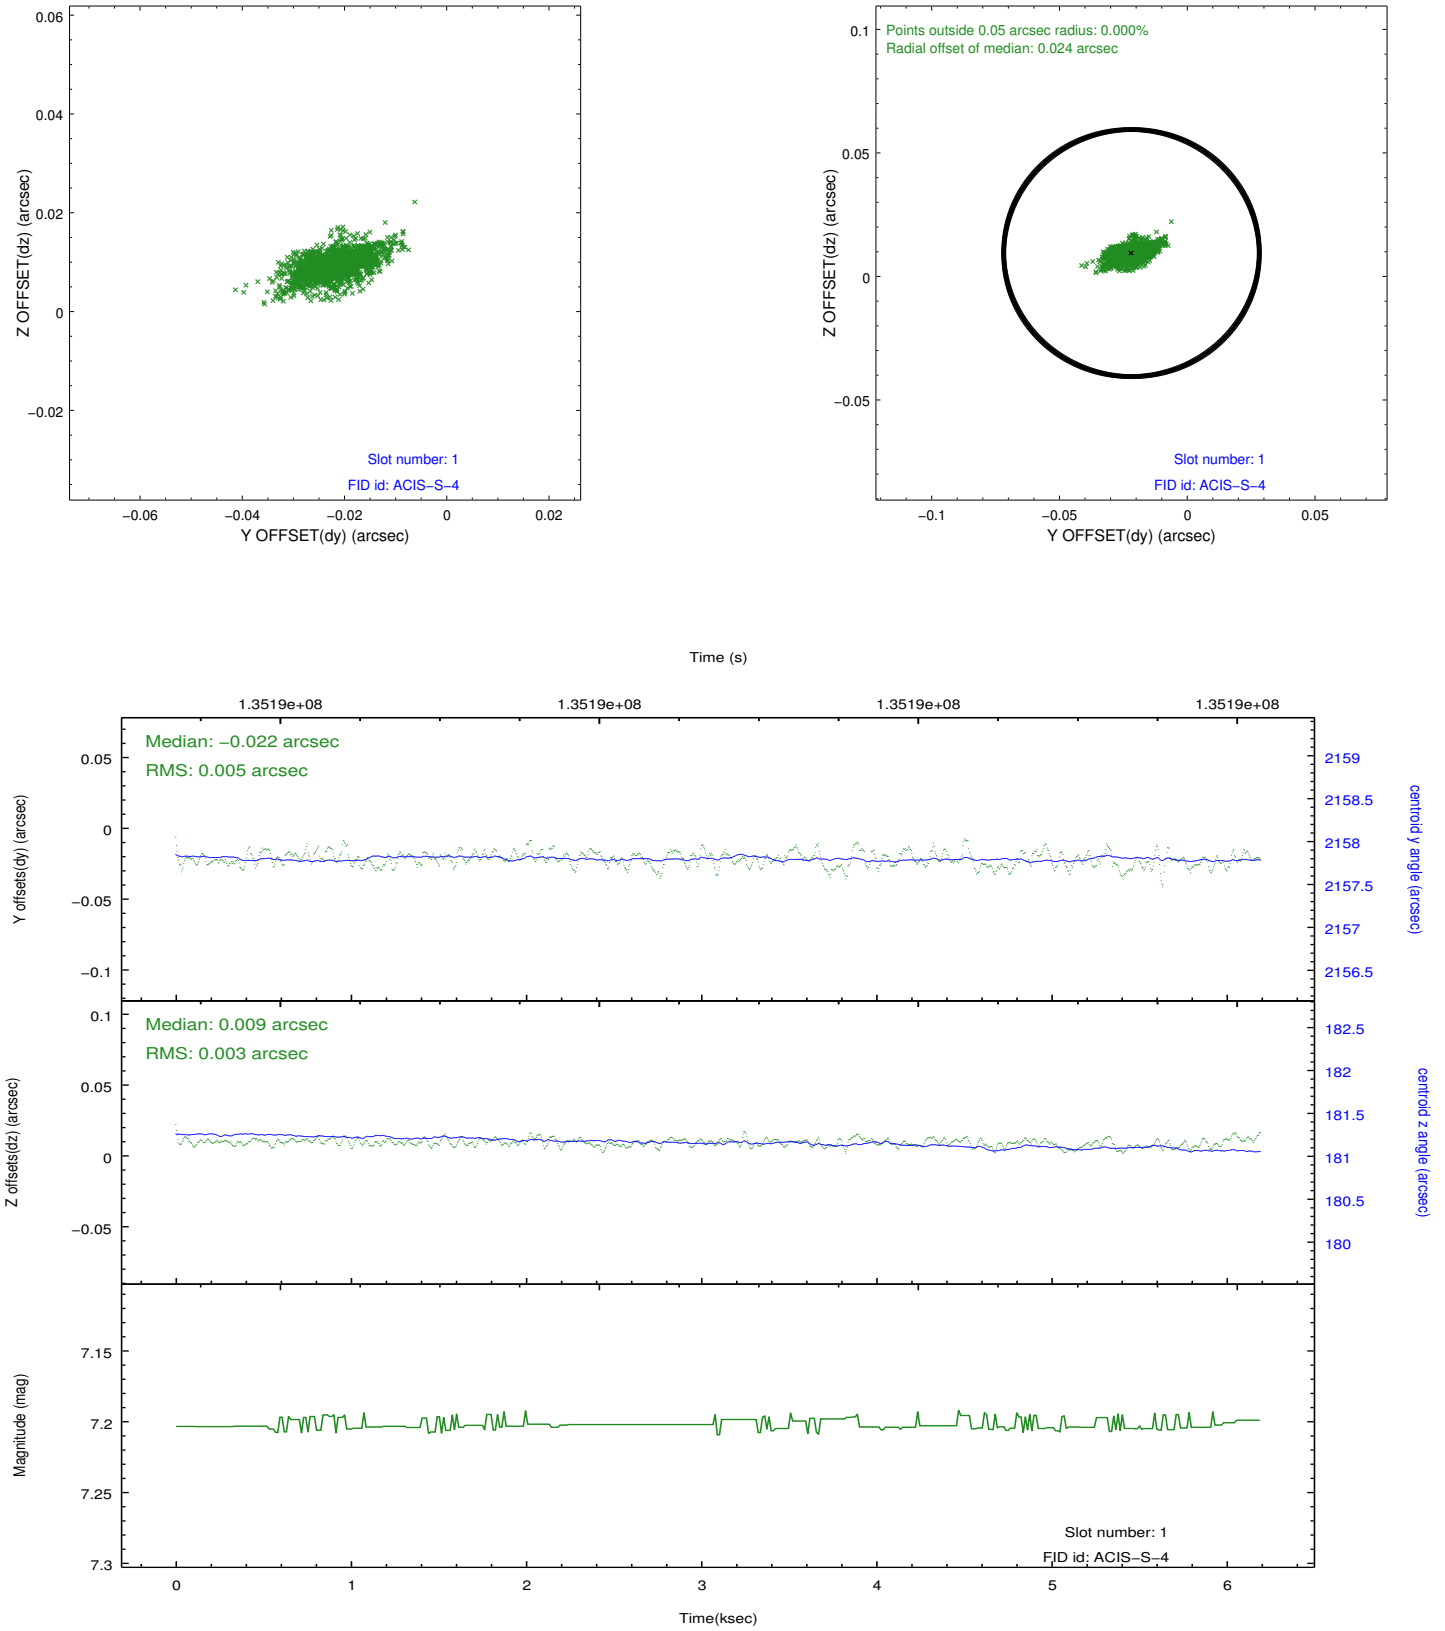 0.06
0.04
0.02
0
−0.02
Z OFFSET(dz) (arcsec)
Slot number: 1
FID id: ACIS−S−4
−0.06
−0.04
−0.02
0
0.02
Y OFFSET(dy) (arcsec)
Points outside 0.05 arcsec radius: 0.000%
Radial offset of median: 0.024 arcsec
0.1
0.05
0
−0.05
Z OFFSET(dz) (arcsec)
Slot number: 1
FID id: ACIS−S−4
−0.1
−0.05
0
0.05
Y OFFSET(dy) (arcsec)
Time (s)
1.3519e+08
1.3519e+08
1.3519e+08
1.3519e+08
Median: −0.022 arcsec
RMS: 0.005 arcsec
0.05
0
−0.05
−0.1
Y offsets(dy) (arcsec)
2159
2158.5
2158
2157.5
2157
2156.5
centroid y angle (arcsec)
Median: 0.009 arcsec
RMS: 0.003 arcsec
0.1
0.05
0
−0.05
Z offsets(dz) (arcsec)
182.5
182
181.5
181
180.5
180
centroid z angle (arcsec)
7.15
7.2
7.25
7.3
Magnitude (mag)
Slot number: 1
FID id: ACIS−S−4
0
1
2
3
4
5
6
Time(ksec)